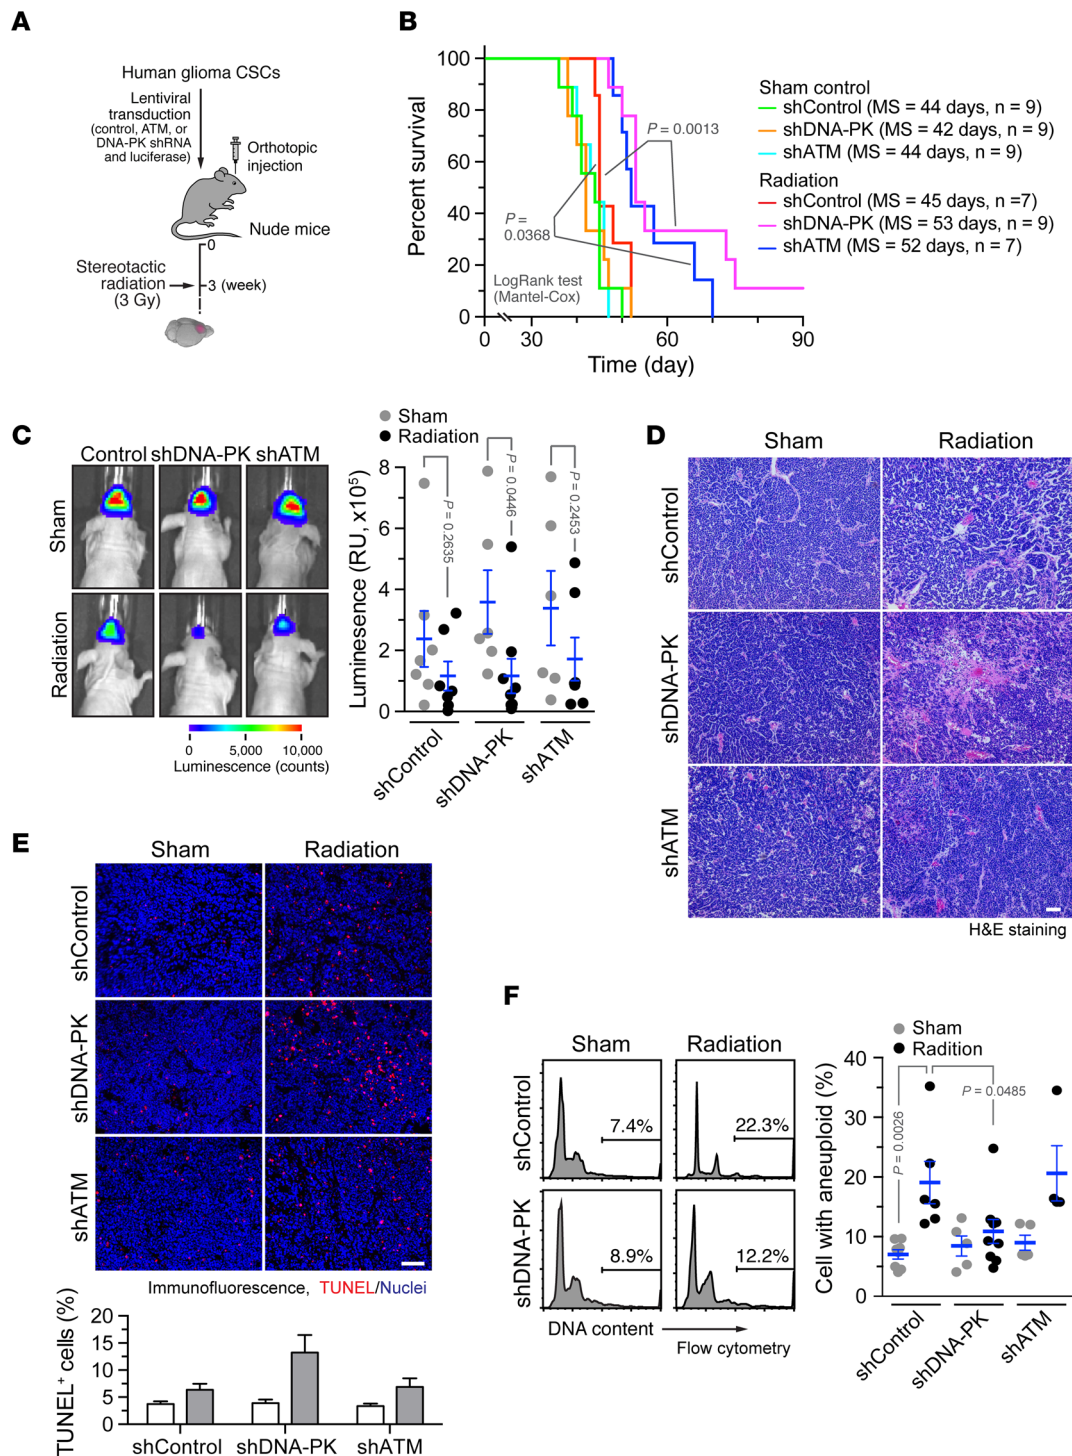 A
Human glioma CSCs
Lentiviral
transduction
(control, ATM, or
DNA-PK shRNA
and luciferase)
Orthotopic
injection
Nude mice
0
Stereotactic
radiation
(3 Gy)
3 (week)
B
Percent survival
100
80
60
40
20
0
0
30
60
90
Time (day)
P = 0.0013
P =
0.0368
LogRank test
(Mantel-Cox)
Sham control
shControl (MS = 44 days, n = 9)
shDNA-PK (MS = 42 days, n = 9)
shATM (MS = 44 days, n = 9)
Radiation
shControl (MS = 45 days, n =7)
shDNA-PK (MS = 53 days, n = 9)
shATM (MS = 52 days, n = 7)
C
Control shDNA-PK shATM
Sham
Radiation
0
5,000
10,000
Luminescence (counts)
Sham
Radiation
Luminescence (RU, x10⁵)
8
6
4
2
0
P = 0.2635
P = 0.0446
P = 0.2453
shControl
shDNA-PK
shATM
D
Sham
Radiation
shControl
shDNA-PK
shATM
H&E staining
E
Sham
Radiation
shControl
shDNA-PK
shATM
Immunofluorescence, TUNEL/Nuclei
TUNEL⁺ cells (%)
20
15
10
5
0
shControl
shDNA-PK
shATM
F
Sham
Radiation
shControl
7.4%
22.3%
shDNA-PK
8.9%
12.2%
DNA content
Flow cytometry
Sham
Radition
Cell with aneuploid (%)
40
30
20
10
0
P = 0.0026
P = 0.0485
shControl
shDNA-PK
shATM